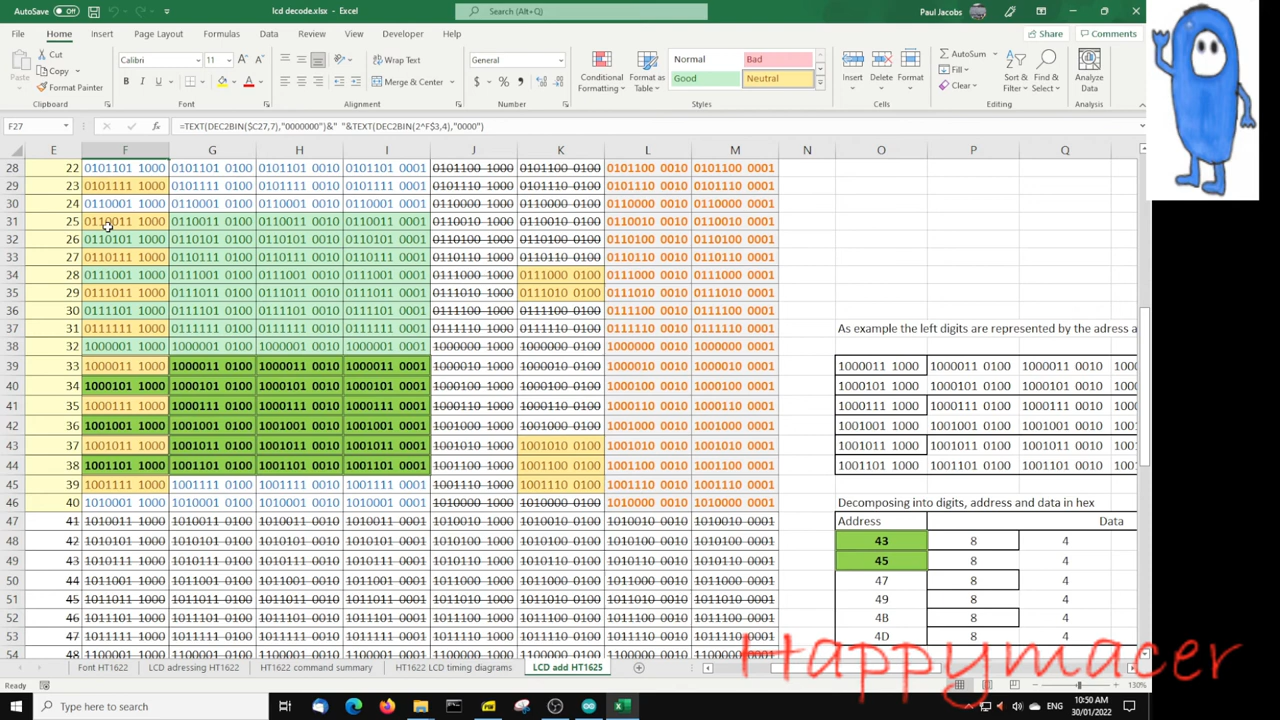 AutoSave Off lcd decode.xlsx - Excel Search (Alt+Q) Paul Jacobs
File Home Insert Page Layout Formulas Data Review View Developer Help Share Comments
Paste Cut Copy Format Painter Clipboard
Calibri 11 Font
Wrap Text Merge & Center Alignment
General Number
Conditional Formatting Format as Table Normal Bad Good Neutral Styles
Insert Delete Format Cells
AutoSum Fill Clear Sort & Filter Find & Select Editing
Analyze Data Analysis
F27 =TEXT(DEC2BIN($C27,7),"0000000")&" "&TEXT(DEC2BIN(2^F$3,4),"0000")
E F G H I J K L M N O P Q
28 22 0101101 1000 0101101 0100 0101101 0010 0101101 0001 0101100 1000 0101100 0100 0101100 0010 0101100 0001
29 23 0101111 1000 0101111 0100 0101111 0010 0101111 0001 0101110 1000 0101110 0100 0101110 0010 0101110 0001
30 24 0110001 1000 0110001 0100 0110001 0010 0110001 0001 0110000 1000 0110000 0100 0110000 0010 0110000 0001
31 25 0110011 1000 0110011 0100 0110011 0010 0110011 0001 0110010 1000 0110010 0100 0110010 0010 0110010 0001
32 26 0110101 1000 0110101 0100 0110101 0010 0110101 0001 0110100 1000 0110100 0100 0110100 0010 0110100 0001
33 27 0110111 1000 0110111 0100 0110111 0010 0110111 0001 0110110 1000 0110110 0100 0110110 0010 0110110 0001
34 28 0111001 1000 0111001 0100 0111001 0010 0111001 0001 0111000 1000 0111000 0100 0111000 0010 0111000 0001
35 29 0111011 1000 0111011 0100 0111011 0010 0111011 0001 0111010 1000 0111010 0100 0111010 0010 0111010 0001
36 30 0111101 1000 0111101 0100 0111101 0010 0111101 0001 0111100 1000 0111100 0100 0111100 0010 0111100 0001
37 31 0111111 1000 0111111 0100 0111111 0010 0111111 0001 0111110 1000 0111110 0100 0111110 0010 0111110 0001 As example the left digits are represented by the adress a
38 32 1000001 1000 1000001 0100 1000001 0010 1000001 0001 1000000 1000 1000000 0100 1000000 0010 1000000 0001
39 33 1000011 1000 1000011 0100 1000011 0010 1000011 0001 1000010 1000 1000010 0100 1000010 0010 1000010 0001 1000011 1000 1000011 0100 1000011 0010 1000
40 34 1000101 1000 1000101 0100 1000101 0010 1000101 0001 1000100 1000 1000100 0100 1000100 0010 1000100 0001 1000101 1000 1000101 0100 1000101 0010 1000
41 35 1000111 1000 1000111 0100 1000111 0010 1000111 0001 1000110 1000 1000110 0100 1000110 0010 1000110 0001 1000111 1000 1000111 0100 1000111 0010 1000
42 36 1001001 1000 1001001 0100 1001001 0010 1001001 0001 1001000 1000 1001000 0100 1001000 0010 1001000 0001 1001001 1000 1001001 0100 1001001 0010 1001
43 37 1001011 1000 1001011 0100 1001011 0010 1001011 0001 1001010 1000 1001010 0100 1001010 0010 1001010 0001 1001011 1000 1001011 0100 1001011 0010 1001
44 38 1001101 1000 1001101 0100 1001101 0010 1001101 0001 1001100 1000 1001100 0100 1001100 0010 1001100 0001 1001101 1000 1001101 0100 1001101 0010 1001
45 39 1001111 1000 1001111 0100 1001111 0010 1001111 0001 1001110 1000 1001110 0100 1001110 0010 1001110 0001
46 40 1010001 1000 1010001 0100 1010001 0010 1010001 0001 1010000 1000 1010000 0100 1010000 0010 1010000 0001 Decomposing into digits, address and data in hex
47 41 1010011 1000 1010011 0100 1010011 0010 1010011 0001 1010010 1000 1010010 0100 1010010 0010 1010010 0001 Address Data
48 42 1010101 1000 1010101 0100 1010101 0010 1010101 0001 1010100 1000 1010100 0100 1010100 0010 1010100 0001 43 8 4
49 43 1010111 1000 1010111 0100 1010111 0010 1010111 0001 1010110 1000 1010110 0100 1010110 0010 1010110 0001 45 8 4
50 44 1011001 1000 1011001 0100 1011001 0010 1011001 0001 1011000 1000 1011000 0100 1011000 0010 1011000 0001 47 8 4
51 45 1011011 1000 1011011 0100 1011011 0010 1011011 0001 1011010 1000 1011010 0100 1011010 0010 1011010 0001 49 8 4
52 46 1011101 1000 1011101 0100 1011101 0010 1011101 0001 1011100 1000 1011100 0100 1011100 0010 1011100 0001 4B 8 4
53 47 1011111 1000 1011111 0100 1011111 0010 1011111 0001 1011110 1000 1011110 0100 1011110 0010 1011110 0001 4D 8 4
54 48
Happymacer
Font HT1622 LCD adressing HT1622 HT1622 command summary HT1622 LCD timing diagrams LCD add HT1625
Ready 130%
Type here to search ENG 10:50 AM
30/01/2022